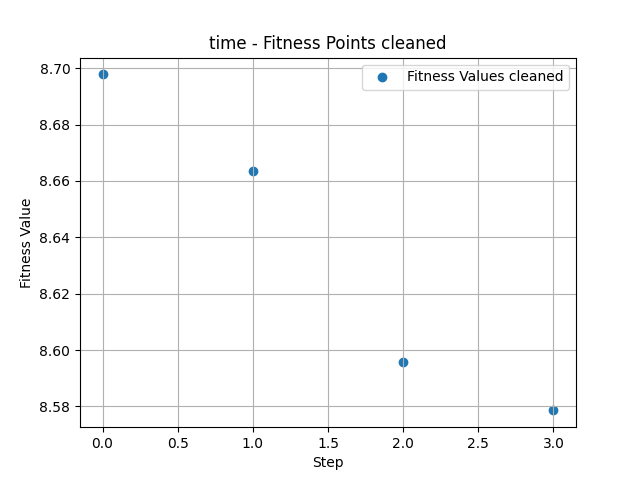 time - Fitness Points cleaned
Fitness Values cleaned
8.70
8.68
8.66
8.64
8.62
8.60
8.58
Fitness Value
0.0 0.5 1.0 1.5 2.0 2.5 3.0
Step